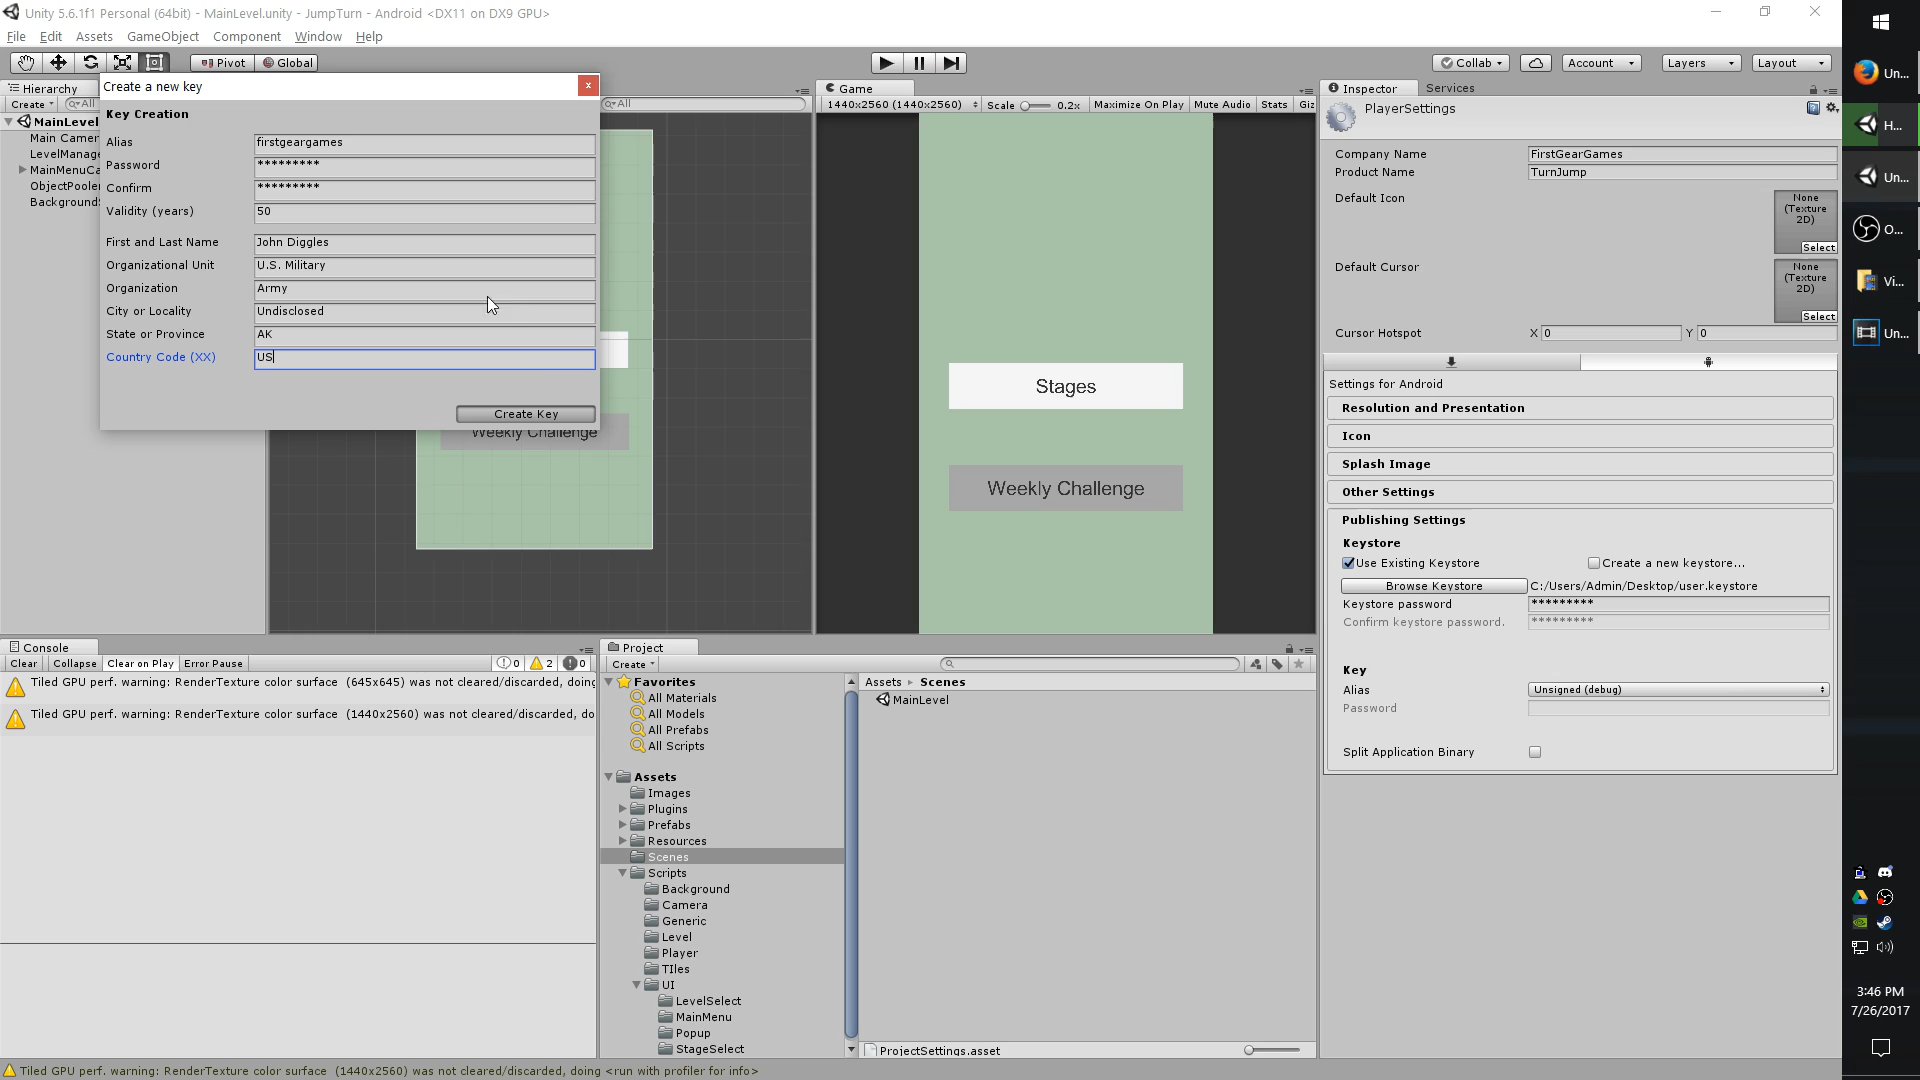 Unity 5.6.1f1 Personal (64bit) - MainLevel.unity - JumpTurn - Android <DX11 on DX9 GPU>
File Edit Assets GameObject Component Window Help
Pivot Global Collab Account Layers Layout
Hierarchy
Create All
MainLevel
Main Camer
LevelManage
MainMenuCa
ObjectPoole
Background
Create a new key
Key Creation
Alias firstgeargames
Password *********
Confirm *********
Validity (years) 50
First and Last Name John Diggles
Organizational Unit U.S. Military
Organization Army
City or Locality Undisclosed
State or Province AK
Country Code (XX) US
Create Key
All
Weekly Challenge
Game
1440x2560 (1440x2560) Scale 0.2x Maximize On Play Mute Audio Stats Giz
Stages
Weekly Challenge
Inspector Services
PlayerSettings
Company Name FirstGearGames
Product Name TurnJump
Default Icon None (Texture 2D) Select
Default Cursor None (Texture 2D) Select
Cursor Hotspot X 0 Y 0
Settings for Android
Resolution and Presentation
Icon
Splash Image
Other Settings
Publishing Settings
Keystore
Use Existing Keystore Create a new keystore...
Browse Keystore C:/Users/Admin/Desktop/user.keystore
Keystore password *********
Confirm keystore password. *********
Key
Alias Unsigned (debug)
Password
Split Application Binary
Console
Clear Collapse Clear on Play Error Pause 0 2 0
Tiled GPU perf. warning: RenderTexture color surface (645x645) was not cleared/discarded, doing
Tiled GPU perf. warning: RenderTexture color surface (1440x2560) was not cleared/discarded, do
Project
Create
Favorites
All Materials
All Models
All Prefabs
All Scripts
Assets
Images
Plugins
Prefabs
Resources
Scenes
Scripts
Background
Camera
Generic
Level
Player
TIles
UI
LevelSelect
MainMenu
Popup
StageSelect
Assets Scenes
MainLevel
ProjectSettings.asset
Tiled GPU perf. warning: RenderTexture color surface (1440x2560) was not cleared/discarded, doing <run with profiler for info>
Un...
H...
Un...
O...
Vi...
Un...
3:46 PM
7/26/2017